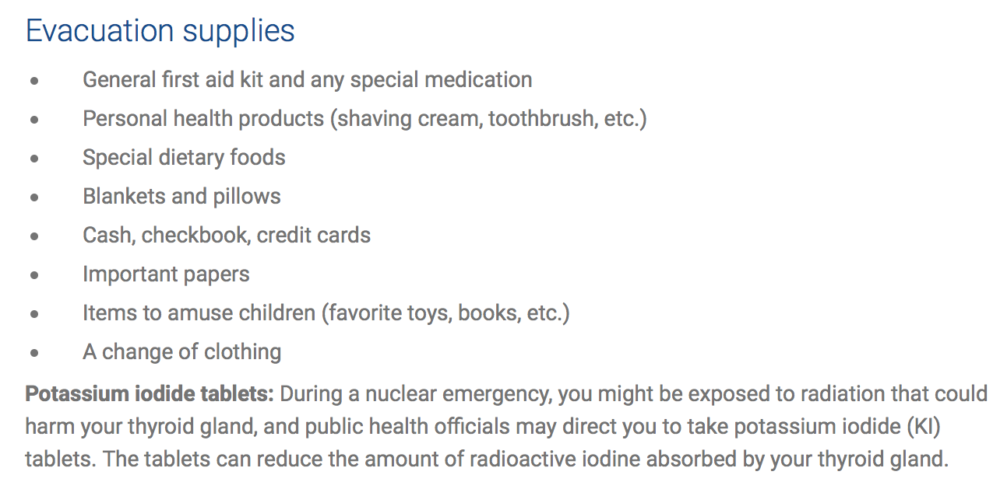 Evacuation supplies
• General first aid kit and any special medication
• Personal health products (shaving cream, toothbrush, etc.)
• Special dietary foods
• Blankets and pillows
• Cash, checkbook, credit cards
• Important papers
• Items to amuse children (favorite toys, books, etc.)
• A change of clothing
Potassium iodide tablets: During a nuclear emergency, you might be exposed to radiation that could
harm your thyroid gland, and public health officials may direct you to take potassium iodide (KI)
tablets. The tablets can reduce the amount of radioactive iodine absorbed by your thyroid gland.